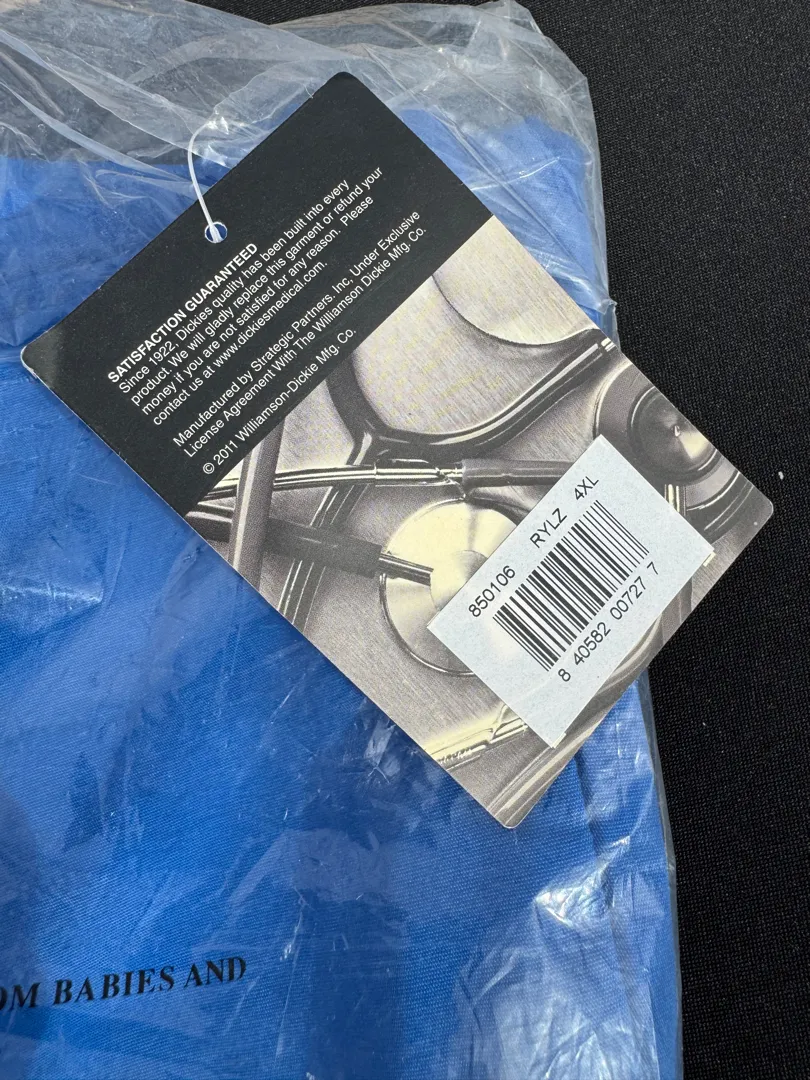 SATISFACTION GUARANTEED
Since 1922, Dickies quality has been built into every
product. We will gladly replace this garment or refund your
money if you are not satisfied for any reason. Please
contact us at www.dickiesmedical.com.
Manufactured by Strategic Partners, Inc, Under Exclusive
License Agreement With The Williamson Dickie Mfg. Co.
© 2011 Williamson-Dickie Mfg. Co.
850106 RYLZ 4XL
8 40582 00727 7
OM BABIES AND